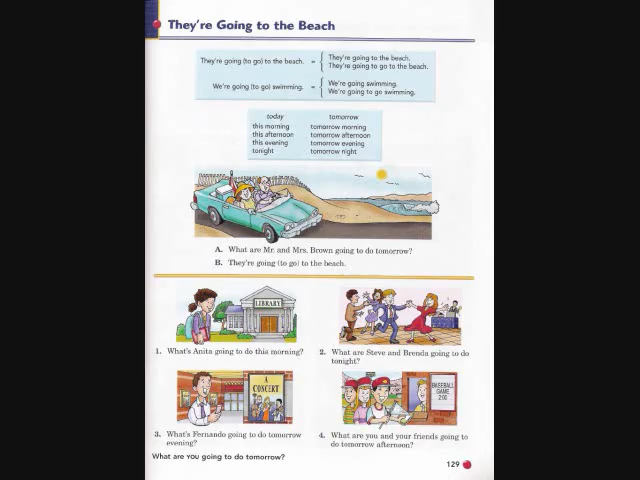 They're Going to the Beach
They're going (to go) to the beach. = { They're going to the beach.
They're going to go to the beach.
We're going (to go) swimming. = { We're going swimming.
We're going to go swimming.
today tomorrow
this morning tomorrow morning
this afternoon tomorrow afternoon
this evening tomorrow evening
tonight tomorrow night
A. What are Mr. and Mrs. Brown going to do tomorrow?
B. They're going (to go) to the beach.
LIBRARY
1. What's Anita going to do this morning?
2. What are Steve and Brenda going to do
tonight?
A
CONCERT
BASEBALL
GAME
2:00
3. What's Fernando going to do tomorrow
evening?
4. What are you and your friends going to
do tomorrow afternoon?
What are you going to do tomorrow?
129